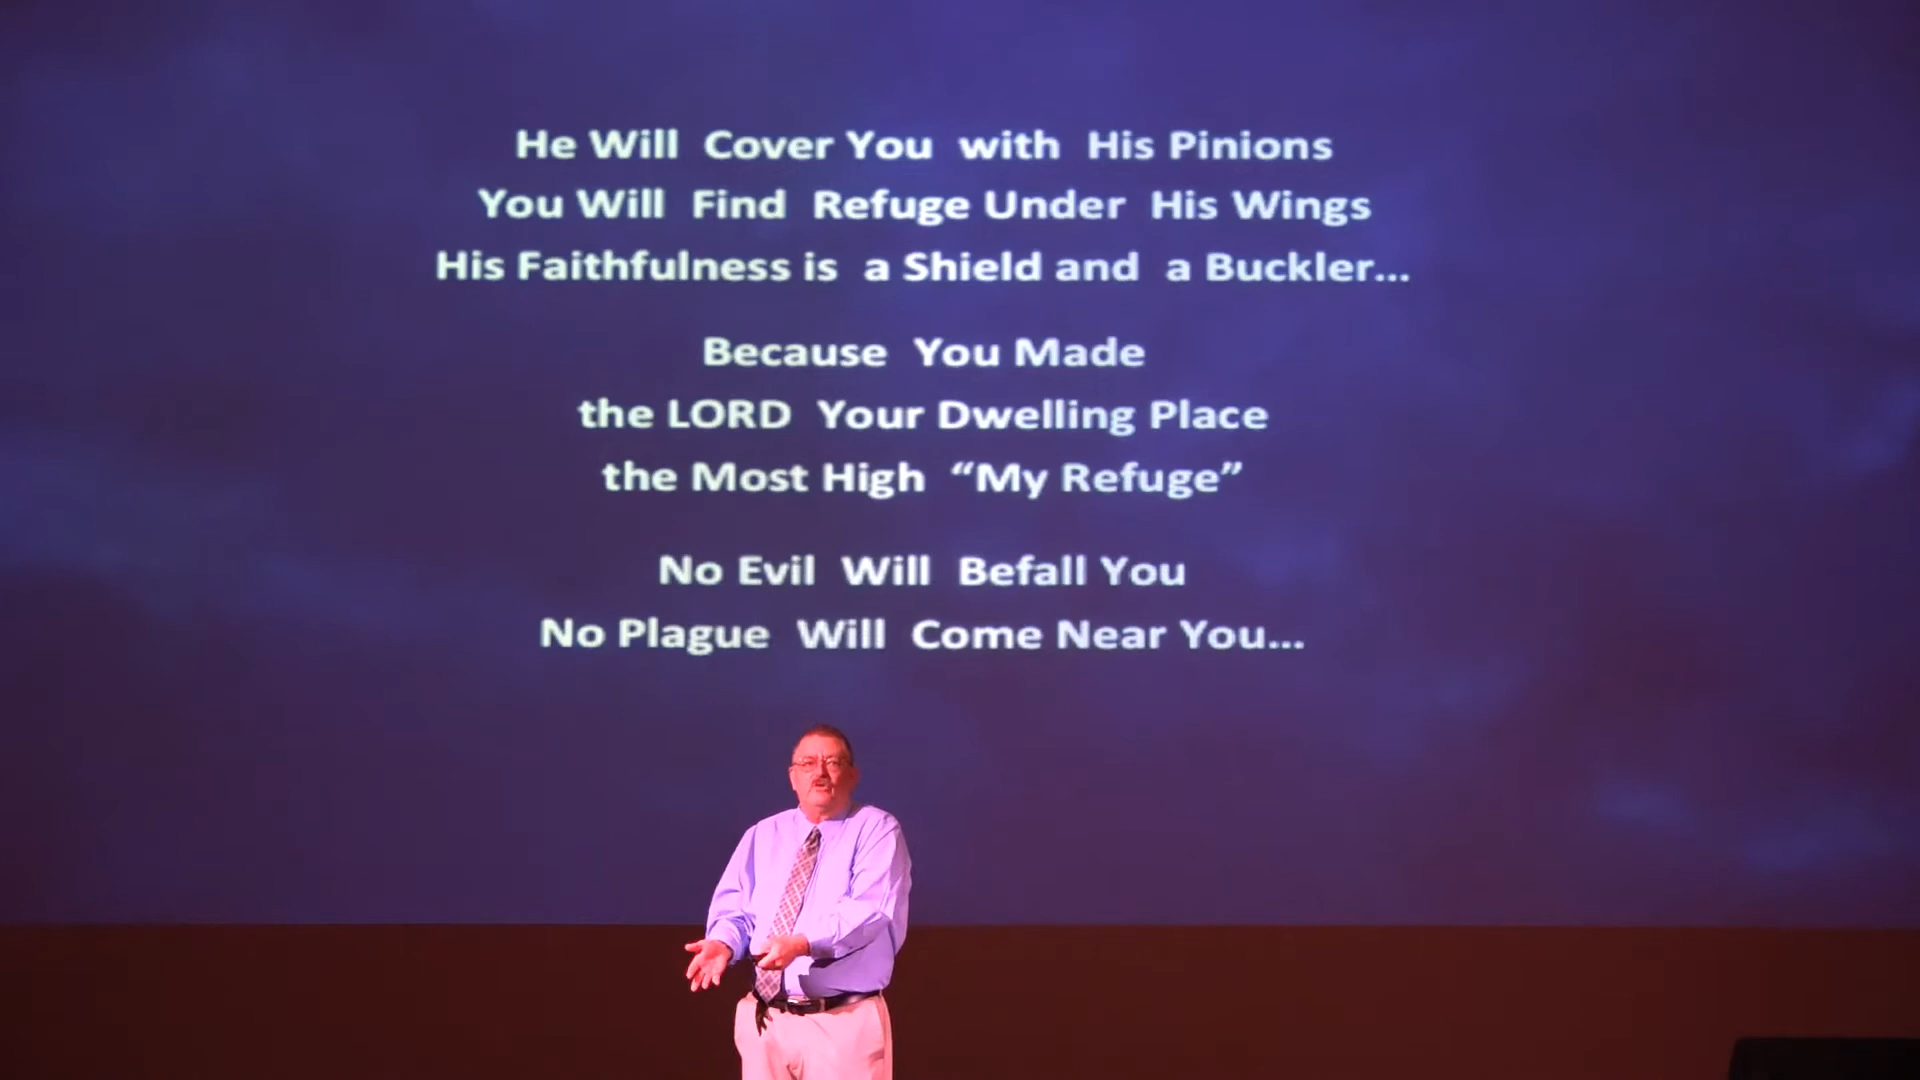 He Will Cover You with His Pinions
You Will Find Refuge Under His Wings
His Faithfulness is a Shield and a Buckler...
Because You Made
the LORD Your Dwelling Place
the Most High “My Refuge”
No Evil Will Befall You
No Plague Will Come Near You...